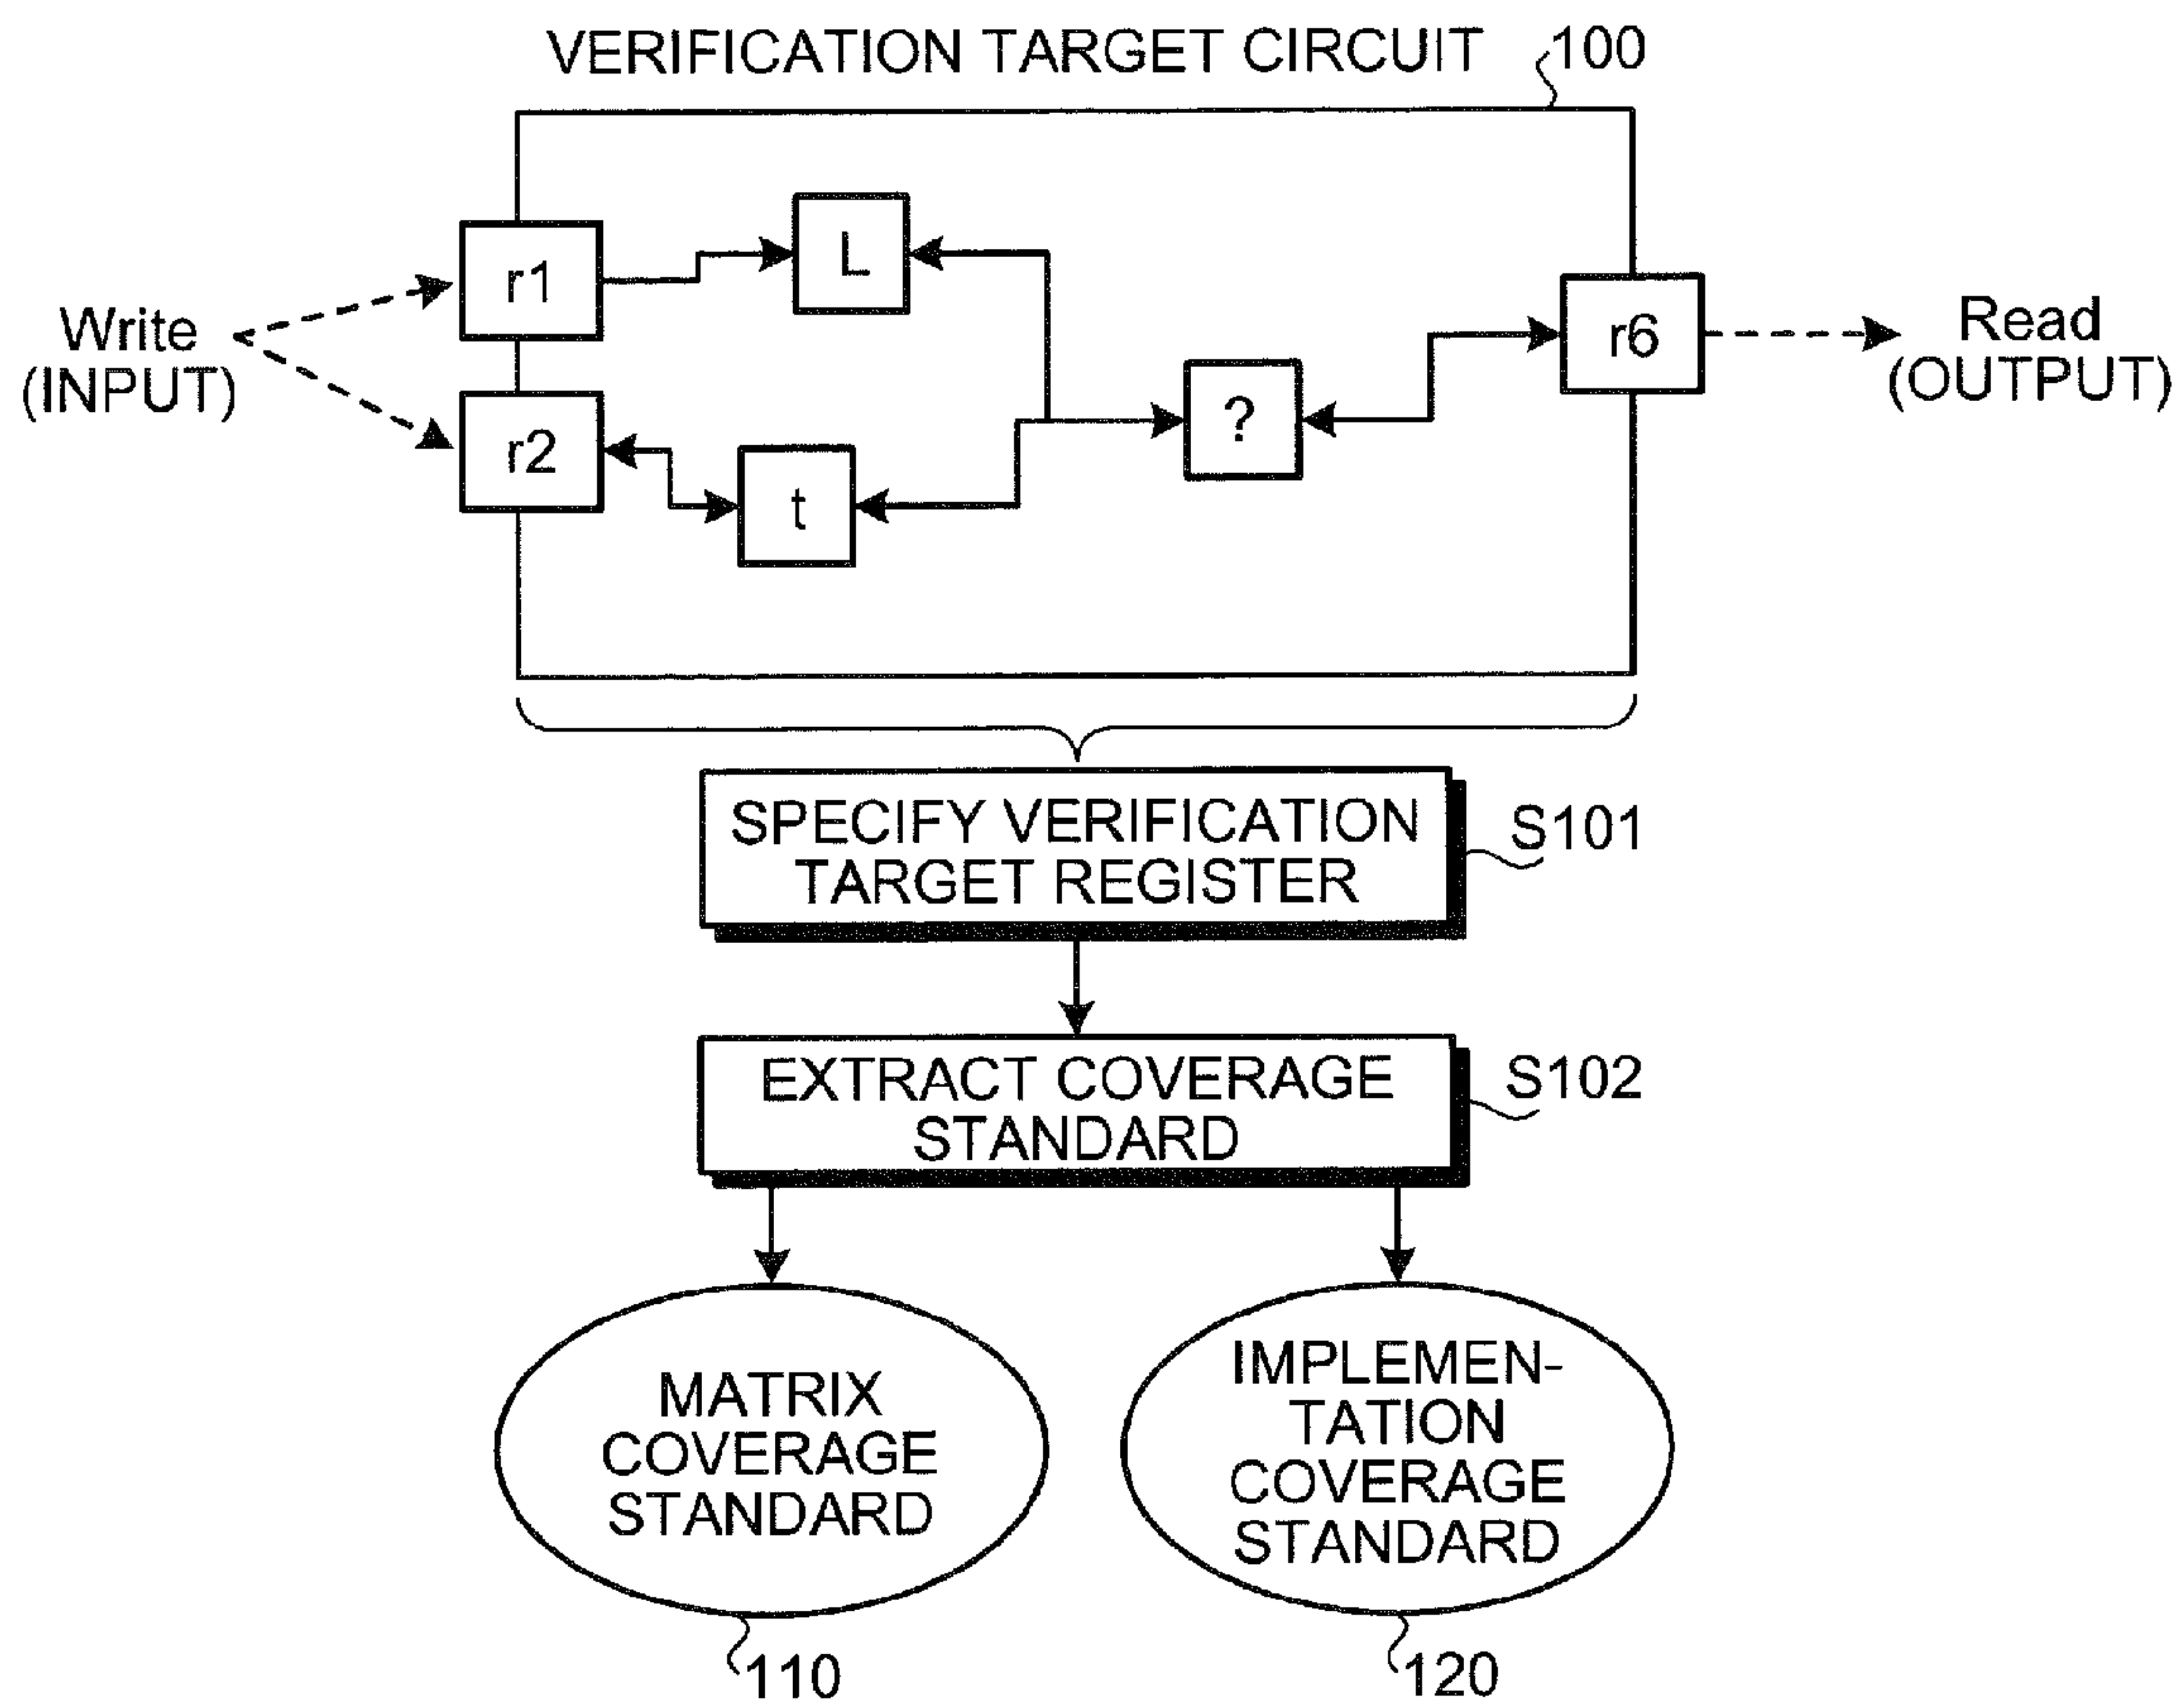 VERIFICATION TARGET CIRCUIT
100
r1
L
Write
(INPUT)
r2
t
?
r6
Read
(OUTPUT)
SPECIFY VERIFICATION
TARGET REGISTER
S101
EXTRACT COVERAGE
STANDARD
S102
MATRIX
COVERAGE
STANDARD
IMPLEMEN-
TATION
COVERAGE
STANDARD
110
120